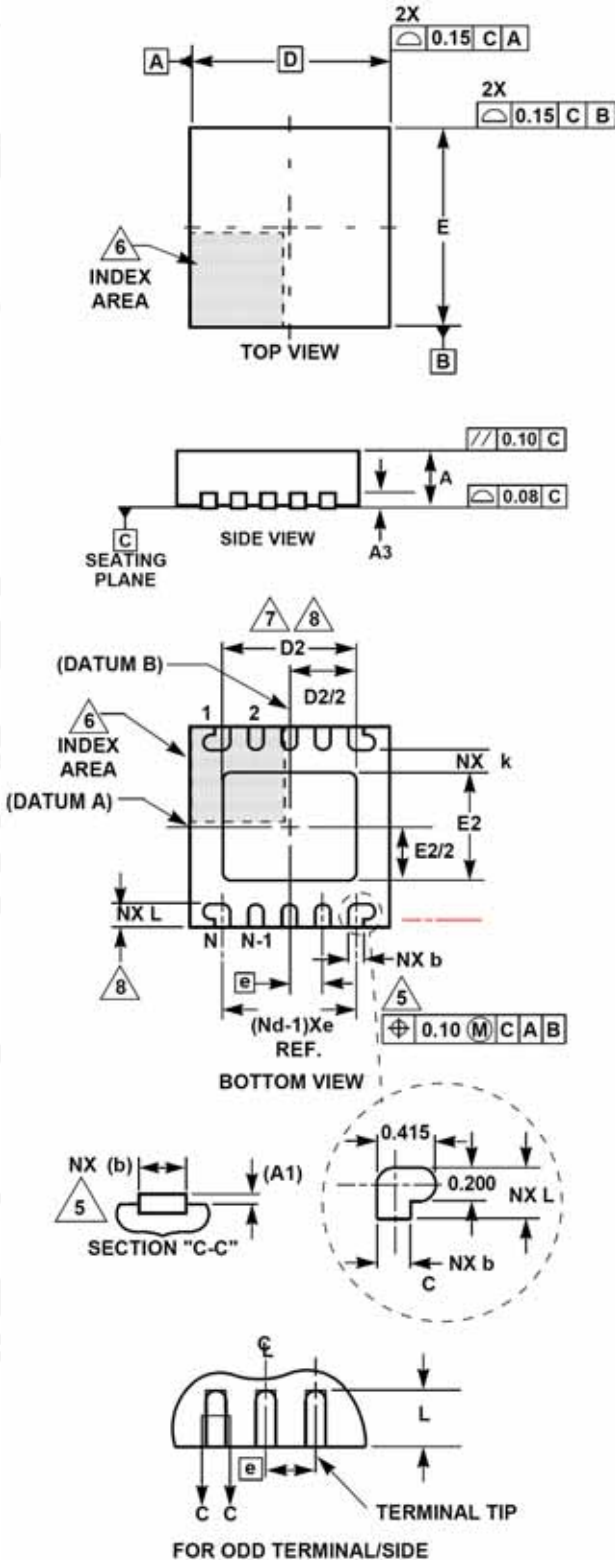 2X
0.15 C A
A
D
2X
0.15 C B
E
6
INDEX
AREA
TOP VIEW
B
// 0.10 C
A
0.08 C
C
SEATING
PLANE
SIDE VIEW
A3
7 8
D2
(DATUM B)
D2/2
6
INDEX
AREA
1 2
NX k
(DATUM A)
E2
E2/2
NX L
N N-1
8
e
NX b
(Nd-1)Xe
REF.
5
0.10 M C A B
BOTTOM VIEW
0.415
NX (b)
(A1)
0.200
NX L
5
SECTION "C-C"
NX b
C
CL
L
e
C C
TERMINAL TIP
FOR ODD TERMINAL/SIDE